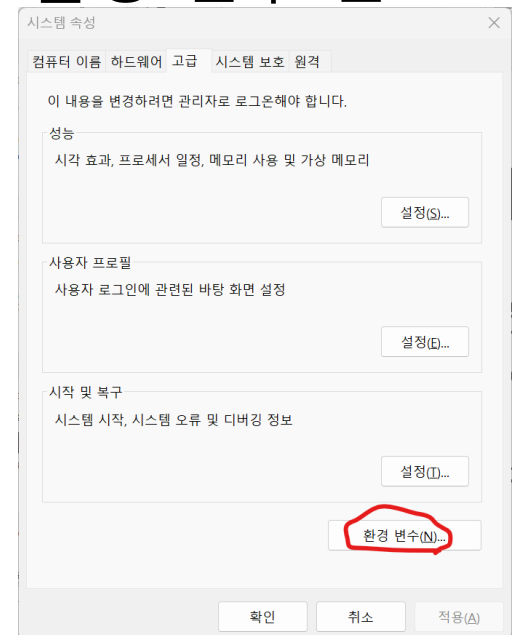 시스템 속성
컴퓨터 이름 하드웨어 고급 시스템 보호 원격
이 내용을 변경하려면 관리자로 로그온해야 합니다.
성능
시각 효과, 프로세서 일정, 메모리 사용 및 가상 메모리
설정(S)...
사용자 프로필
사용자 로그인에 관련된 바탕 화면 설정
설정(E)...
시작 및 복구
시스템 시작, 시스템 오류 및 디버깅 정보
설정(T)...
환경 변수(N)...
확인 취소 적용(A)